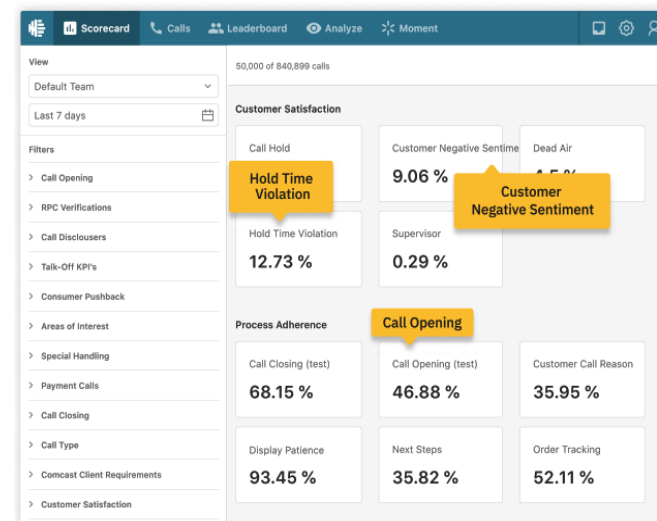 Scorecard
Calls
Leaderboard
Analyze
Moment
View
Default Team
Last 7 days
Filters
Call Opening
RPC Verifications
Call Disclousers
Talk-Off KPI's
Consumer Pushback
Areas of Interest
Special Handling
Payment Calls
Call Closing
Call Type
Comcast Client Requirements
Customer Satisfaction
50,000 of 840,899 calls
Customer Satisfaction
Call Hold
Hold Time
Violation
Customer Negative Sentime
9.06 %
Dead Air
Customer
Negative Sentiment
Hold Time Violation
12.73 %
Supervisor
0.29 %
Process Adherence
Call Opening
Call Closing (test)
68.15 %
Call Opening (test)
46.88 %
Customer Call Reason
35.95 %
Display Patience
93.45 %
Next Steps
35.82 %
Order Tracking
52.11 %